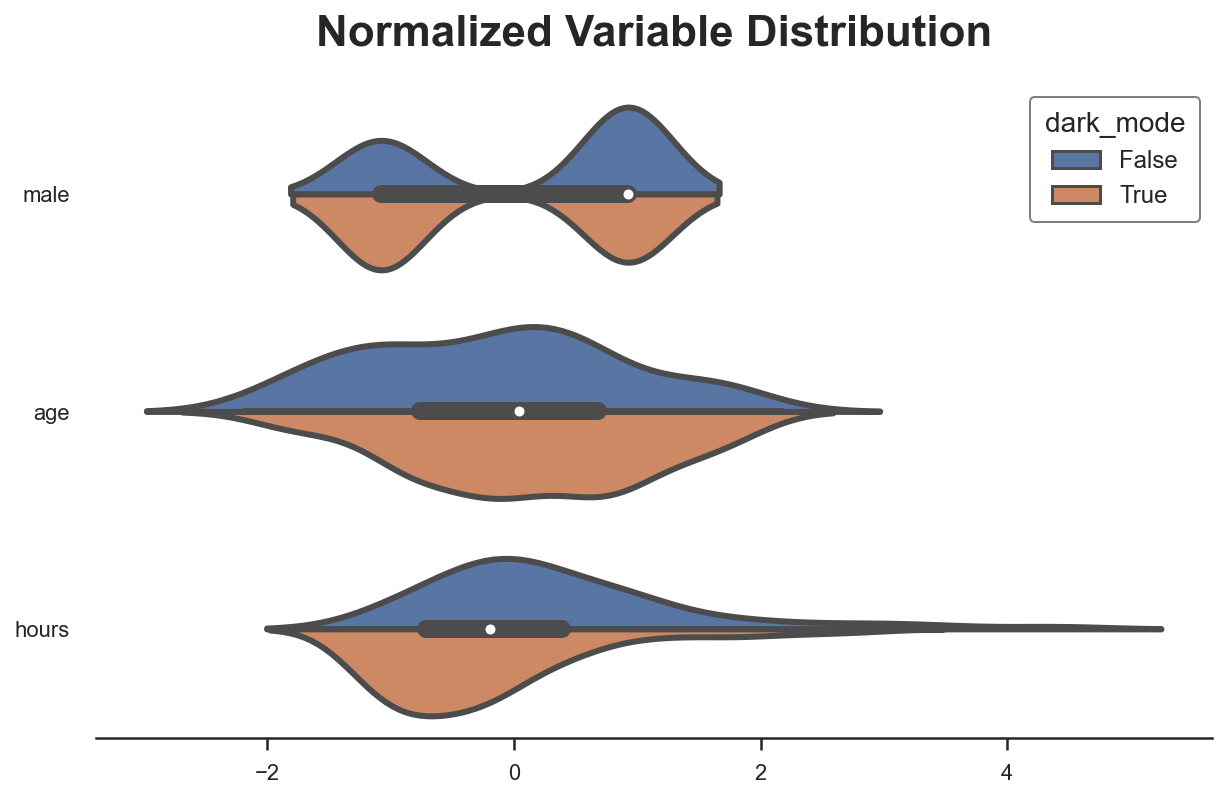 Normalized Variable Distribution
dark_mode
False
True
male
age
hours
−2
0
2
4